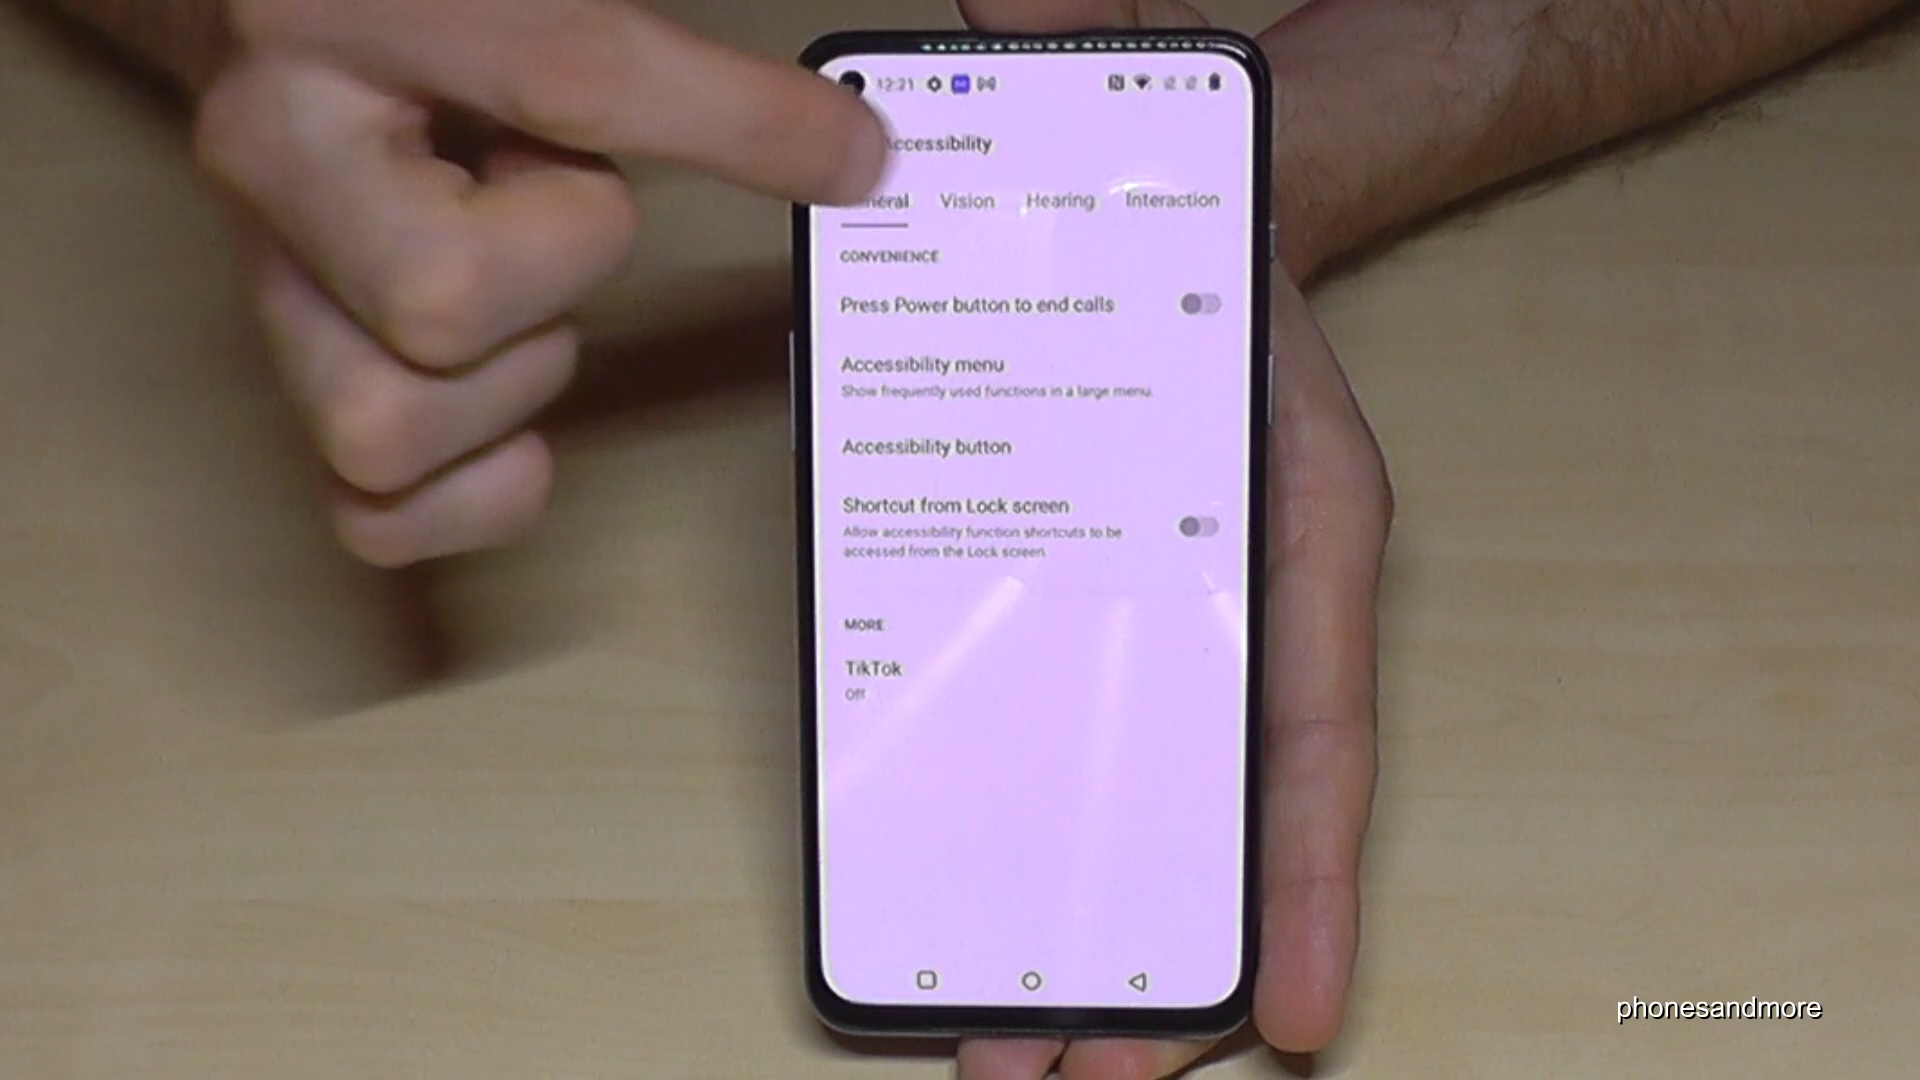 12:21
Accessibility
General Vision Hearing Interaction
CONVENIENCE
Press Power button to end calls
Accessibility menu
Show frequently used functions in a large menu.
Accessibility button
Shortcut from Lock screen
Allow accessibility function shortcuts to be
accessed from the Lock screen
MORE
TikTok
Off
phonesandmore